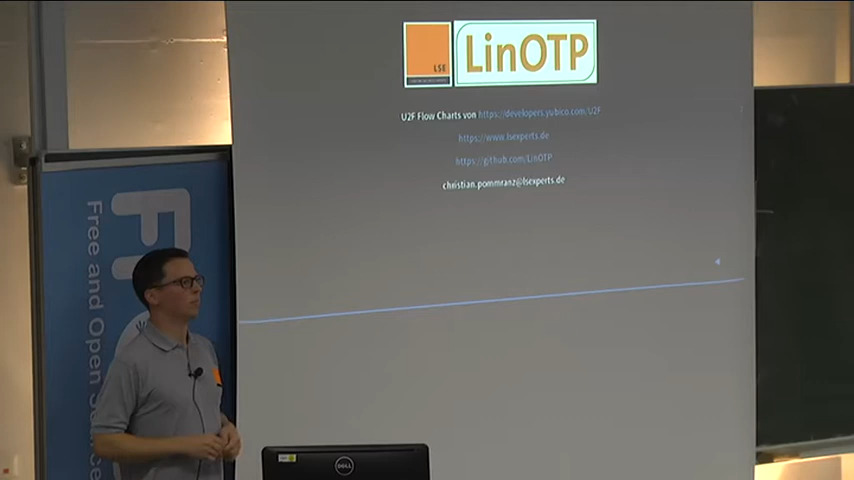 LSE
LinOTP
U2F Flow Charts von https://developers.yubico.com/U2F
https://www.lsexperts.de
https://github.com/LinOTP
christian.pommranz@lsexperts.de
Free and Open
DELL